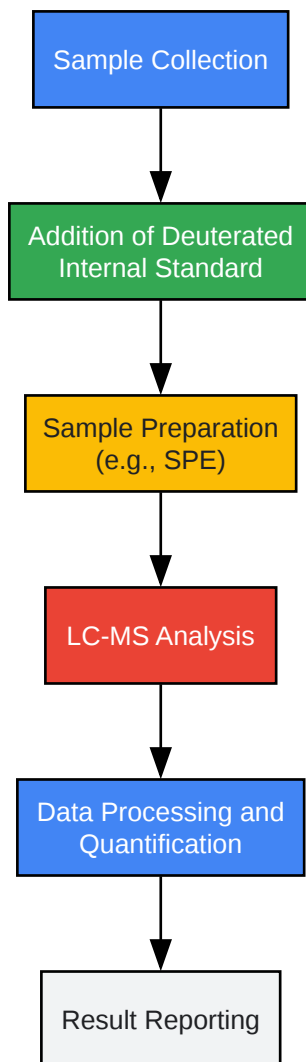 Sample Collection
Addition of Deuterated
Internal Standard
Sample Preparation
(e.g., SPE)
LC-MS Analysis
Data Processing and
Quantification
Result Reporting